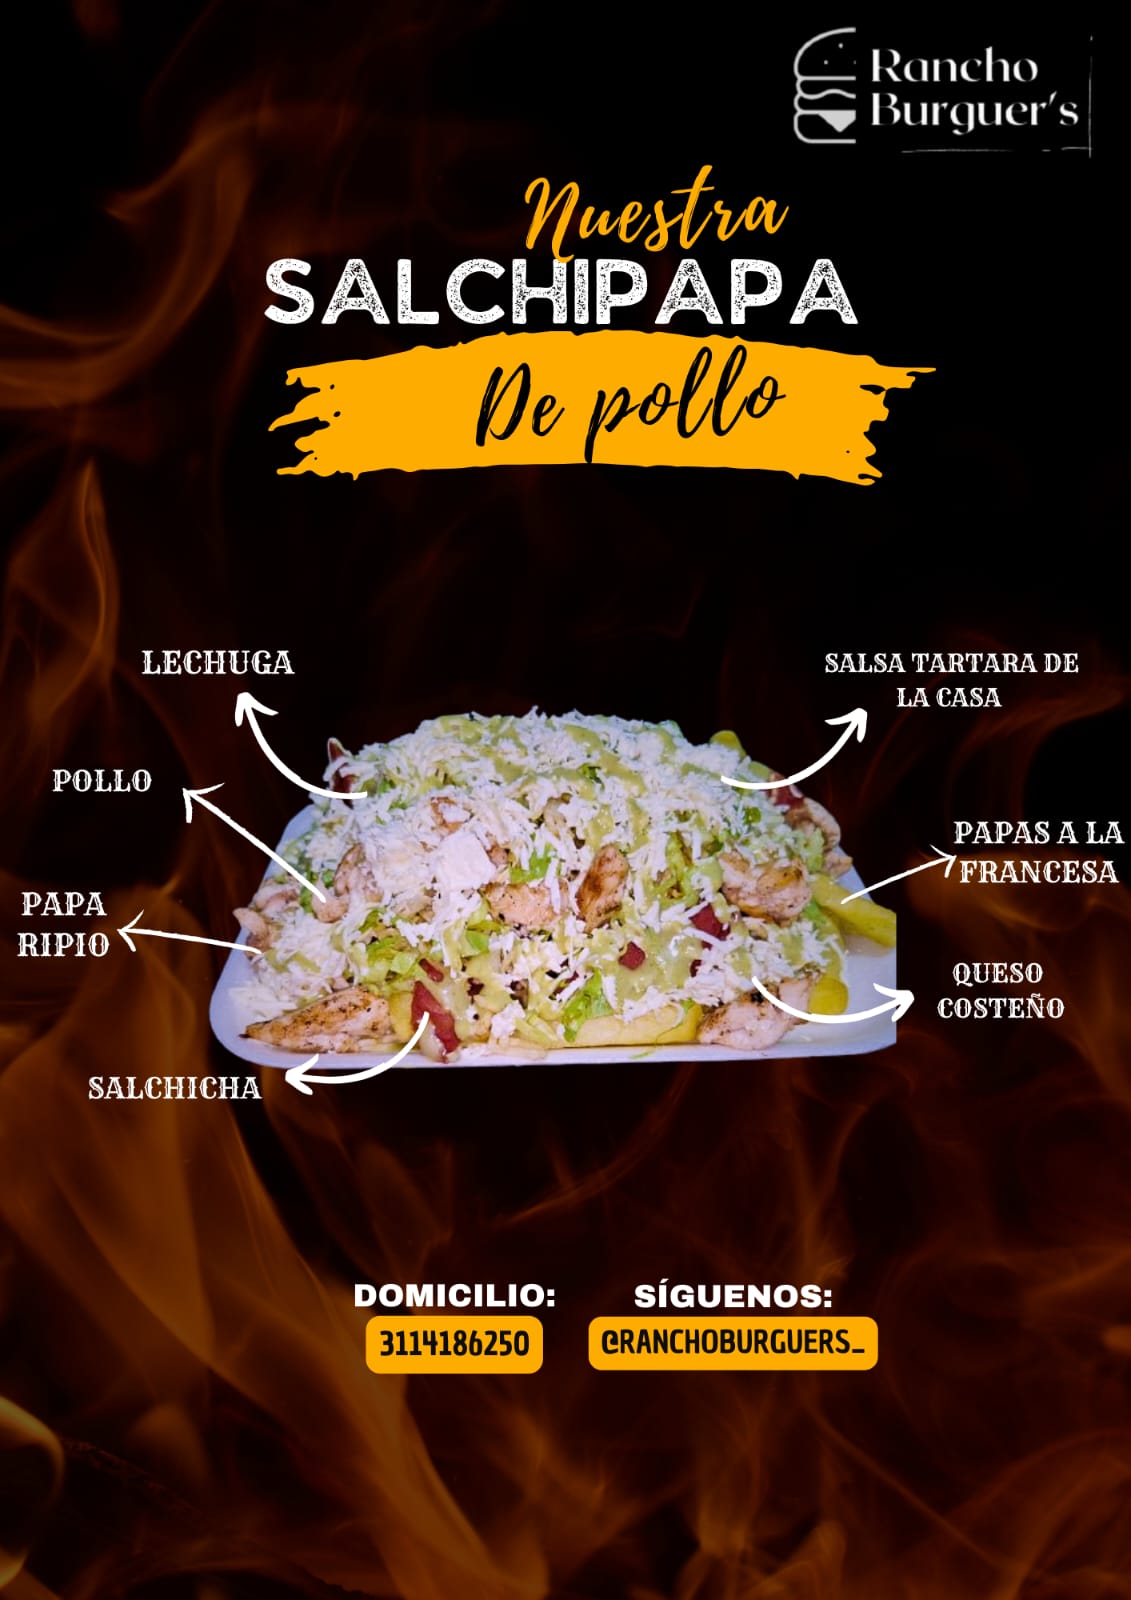 Rancho
Burguer's
Nuestra
SALCHIPAPA
De pollo
LECHUGA
SALSA TARTARA DE
LA CASA
POLLO
PAPAS A LA
FRANCESA
PAPA
RIPIO
QUESO
COSTEÑO
SALCHICHA
DOMICILIO:
3114186250
SÍGUENOS:
@RANCHOBURGUERS_